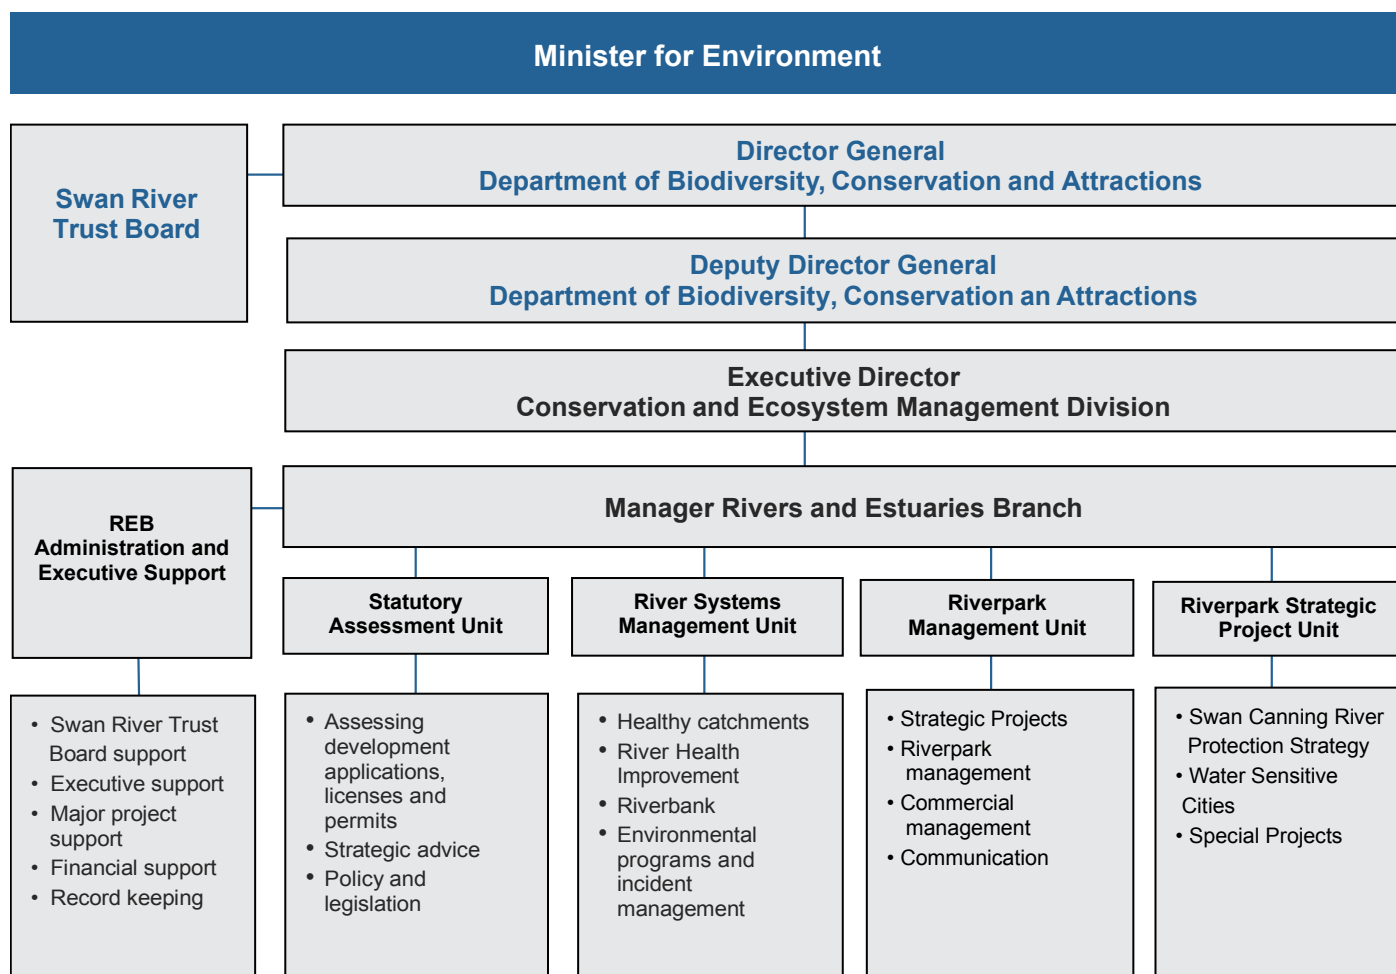 Minister for Environment
Swan River
Trust Board
Director General
Department of Biodiversity, Conservation and Attractions
Deputy Director General
Department of Biodiversity, Conservation an Attractions
Executive Director
Conservation and Ecosystem Management Division
REB
Administration and
Executive Support
Manager Rivers and Estuaries Branch
Statutory
Assessment Unit
River Systems
Management Unit
Riverpark
Management Unit
Riverpark Strategic
Project Unit
• Swan River Trust
Board support
• Executive support
• Major project
support
• Financial support
• Record keeping
• Assessing
development
applications,
licenses and
permits
• Strategic advice
• Policy and
legislation
• Healthy catchments
• River Health
Improvement
• Riverbank
• Environmental
programs and
incident
management
• Strategic Projects
• Riverpark
management
• Commercial
management
• Communication
• Swan Canning River
Protection Strategy
• Water Sensitive
Cities
• Special Projects